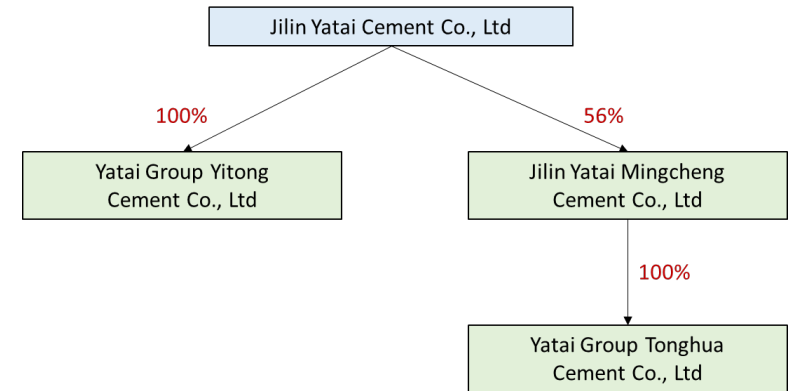 Jilin Yatai Cement Co., Ltd
100%
56%
Yatai Group Yitong
Cement Co., Ltd
Jilin Yatai Mingcheng
Cement Co., Ltd
100%
Yatai Group Tonghua
Cement Co., Ltd